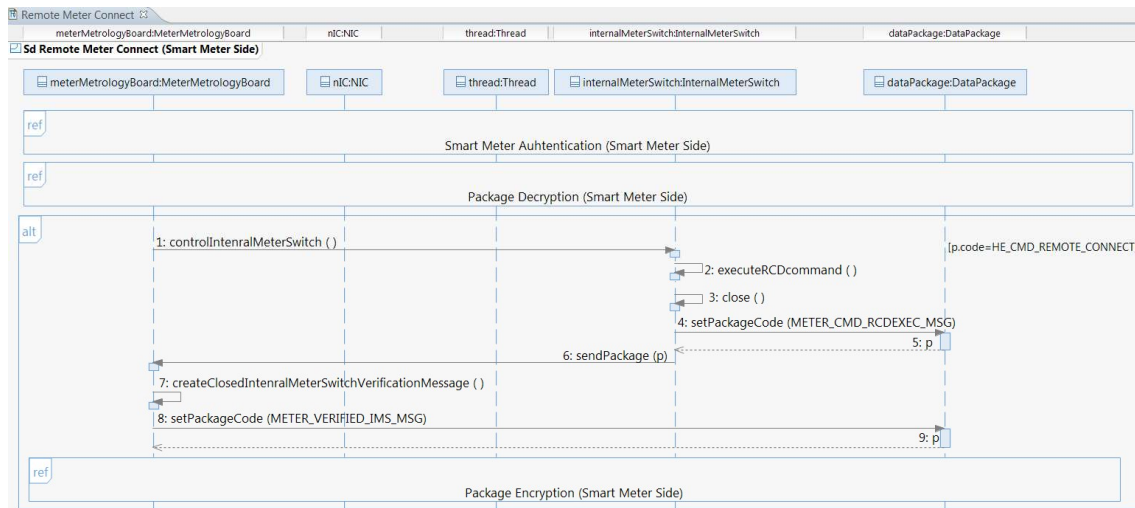 Remote Meter Connect
meterMetrologyBoard:MeterMetrologyBoard nIC:NIC thread:Thread internalMeterSwitch:InternalMeterSwitch dataPackage:DataPackage
Sd Remote Meter Connect (Smart Meter Side)
meterMetrologyBoard:MeterMetrologyBoard nIC:NIC thread:Thread internalMeterSwitch:InternalMeterSwitch dataPackage:DataPackage
ref
Smart Meter Auhtentication (Smart Meter Side)
ref
Package Decryption (Smart Meter Side)
alt
1: controlIntenralMeterSwitch ( ) [p.code=HE_CMD_REMOTE_CONNECT
2: executeRCDcommand ( )
3: close ( )
4: setPackageCode (METER_CMD_RCDEXEC_MSG)
5: p
6: sendPackage (p)
7: createClosedIntenralMeterSwitchVerificationMessage ( )
8: setPackageCode (METER_VERIFIED_IMS_MSG)
9: p
ref
Package Encryption (Smart Meter Side)